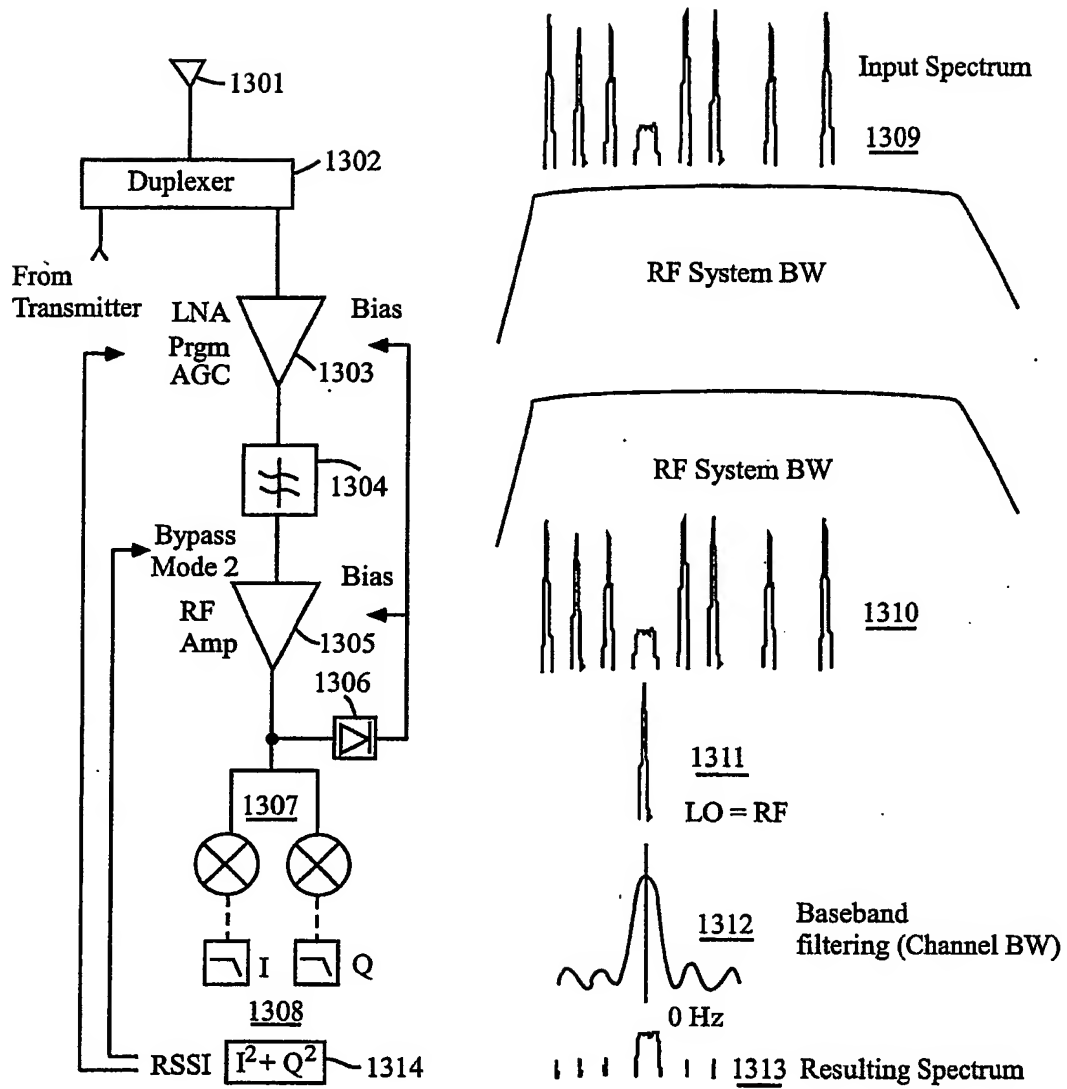 1301
Input Spectrum
1309
1302
Duplexer
RF System BW
From
Transmitter
LNA
Bias
Prgm
AGC
1303
RF System BW
1304
Bypass
Mode 2
Bias
RF
Amp
1305
1310
1306
1311
LO = RF
1307
1312
Baseband
filtering (Channel BW)
I
Q
0 Hz
1308
RSSI
I² + Q²
1314
1313
Resulting Spectrum